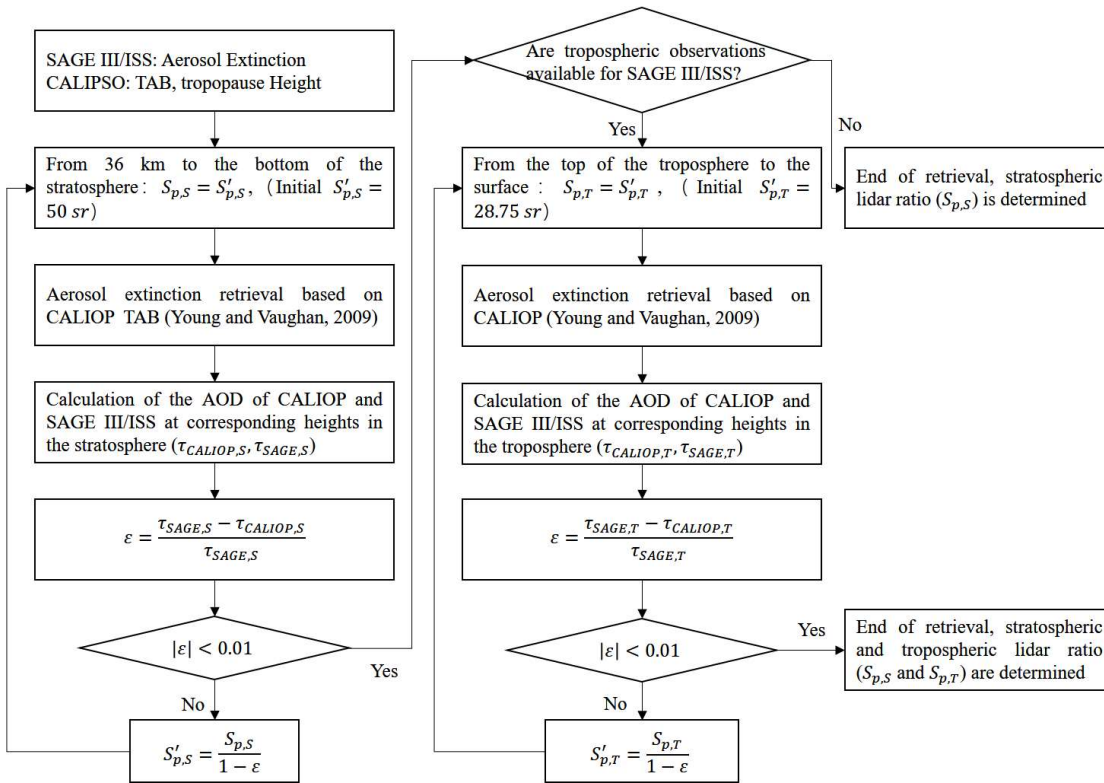 SAGE III/ISS: Aerosol Extinction
CALIPSO: TAB, tropopause Height
From 36 km to the bottom of the
stratosphere: S_{p,S} = S'_{p,S}, (Initial S'_{p,S} =
50 sr)
Aerosol extinction retrieval based on
CALIOP TAB (Young and Vaughan, 2009)
Calculation of the AOD of CALIOP and
SAGE III/ISS at corresponding heights in
the stratosphere (τ_{CALIOP,S}, τ_{SAGE,S})
ε = \frac{τ_{SAGE,S} − τ_{CALIOP,S}}{τ_{SAGE,S}}
|ε| < 0.01
Yes
No
S'_{p,S} = \frac{S_{p,S}}{1 − ε}
Are tropospheric observations
available for SAGE III/ISS?
Yes
No
From the top of the troposphere to the
surface : S_{p,T} = S'_{p,T} , (Initial S'_{p,T} =
28.75 sr)
End of retrieval, stratospheric
lidar ratio (S_{p,S}) is determined
Aerosol extinction retrieval based on
CALIOP (Young and Vaughan, 2009)
Calculation of the AOD of CALIOP and
SAGE III/ISS at corresponding heights in
the troposphere (τ_{CALIOP,T}, τ_{SAGE,T})
ε = \frac{τ_{SAGE,T} − τ_{CALIOP,T}}{τ_{SAGE,T}}
|ε| < 0.01
Yes
End of retrieval, stratospheric
and tropospheric lidar ratio
(S_{p,S} and S_{p,T}) are determined
No
S'_{p,T} = \frac{S_{p,T}}{1 − ε}